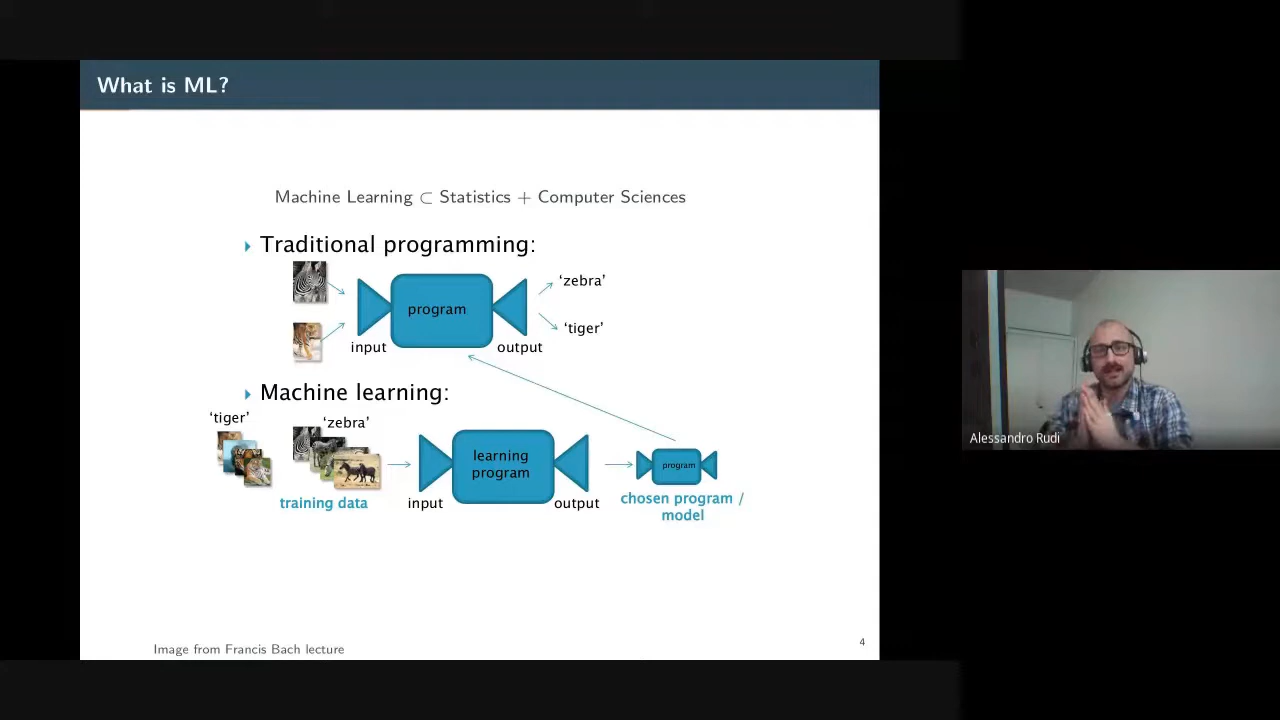 What is ML?
Machine Learning ⊂ Statistics + Computer Sciences
Traditional programming:
program
‘zebra’
‘tiger’
input
output
Machine learning:
‘tiger’
‘zebra’
learning
program
program
training data
input
output
chosen program /
model
Image from Francis Bach lecture
4
Alessandro Rudi